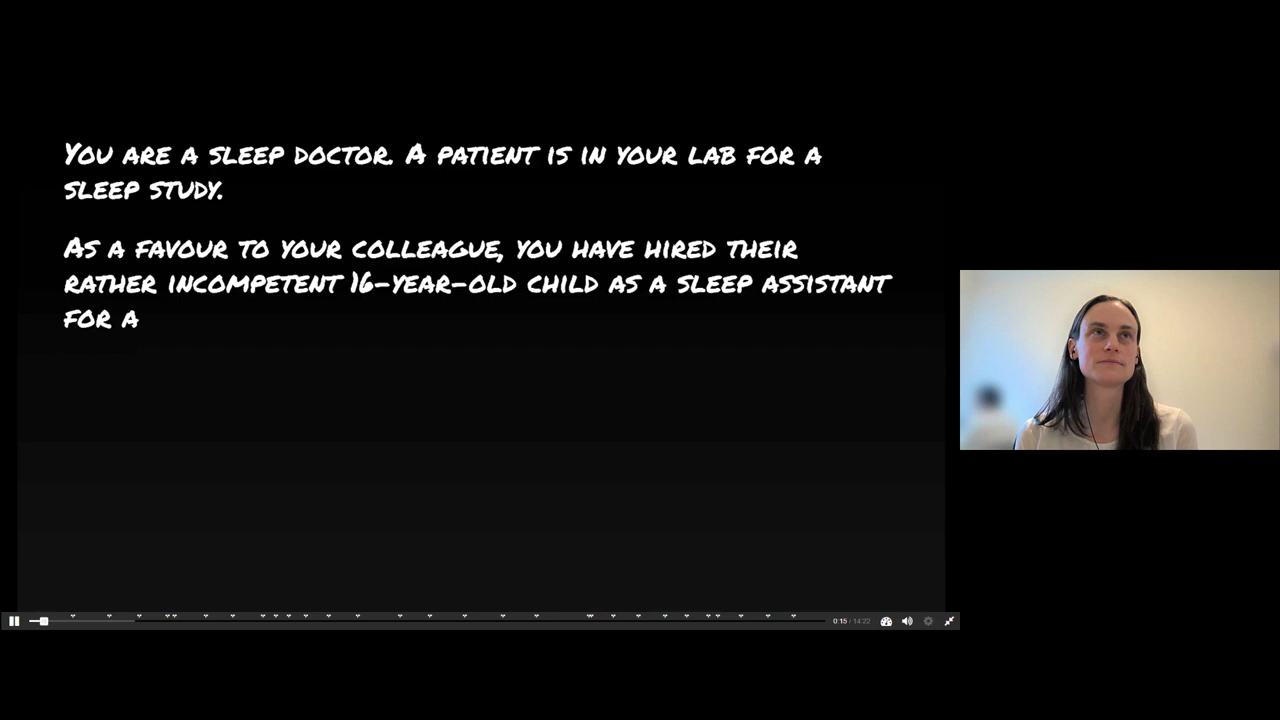 You are a sleep doctor. A patient is in your lab for a
sleep study.
As a favour to your colleague, you have hired their
rather incompetent 16-year-old child as a sleep assistant
for a
0:15 / 14:22